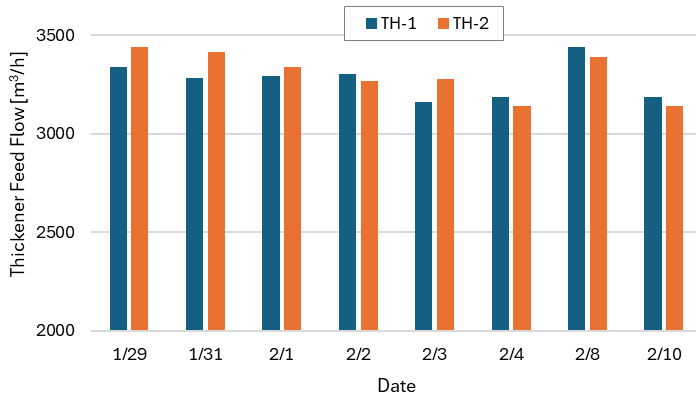 TH-1 TH-2
Thickener Feed Flow [m³/h]
3500
3000
2500
2000
1/29 1/31 2/1 2/2 2/3 2/4 2/8 2/10
Date